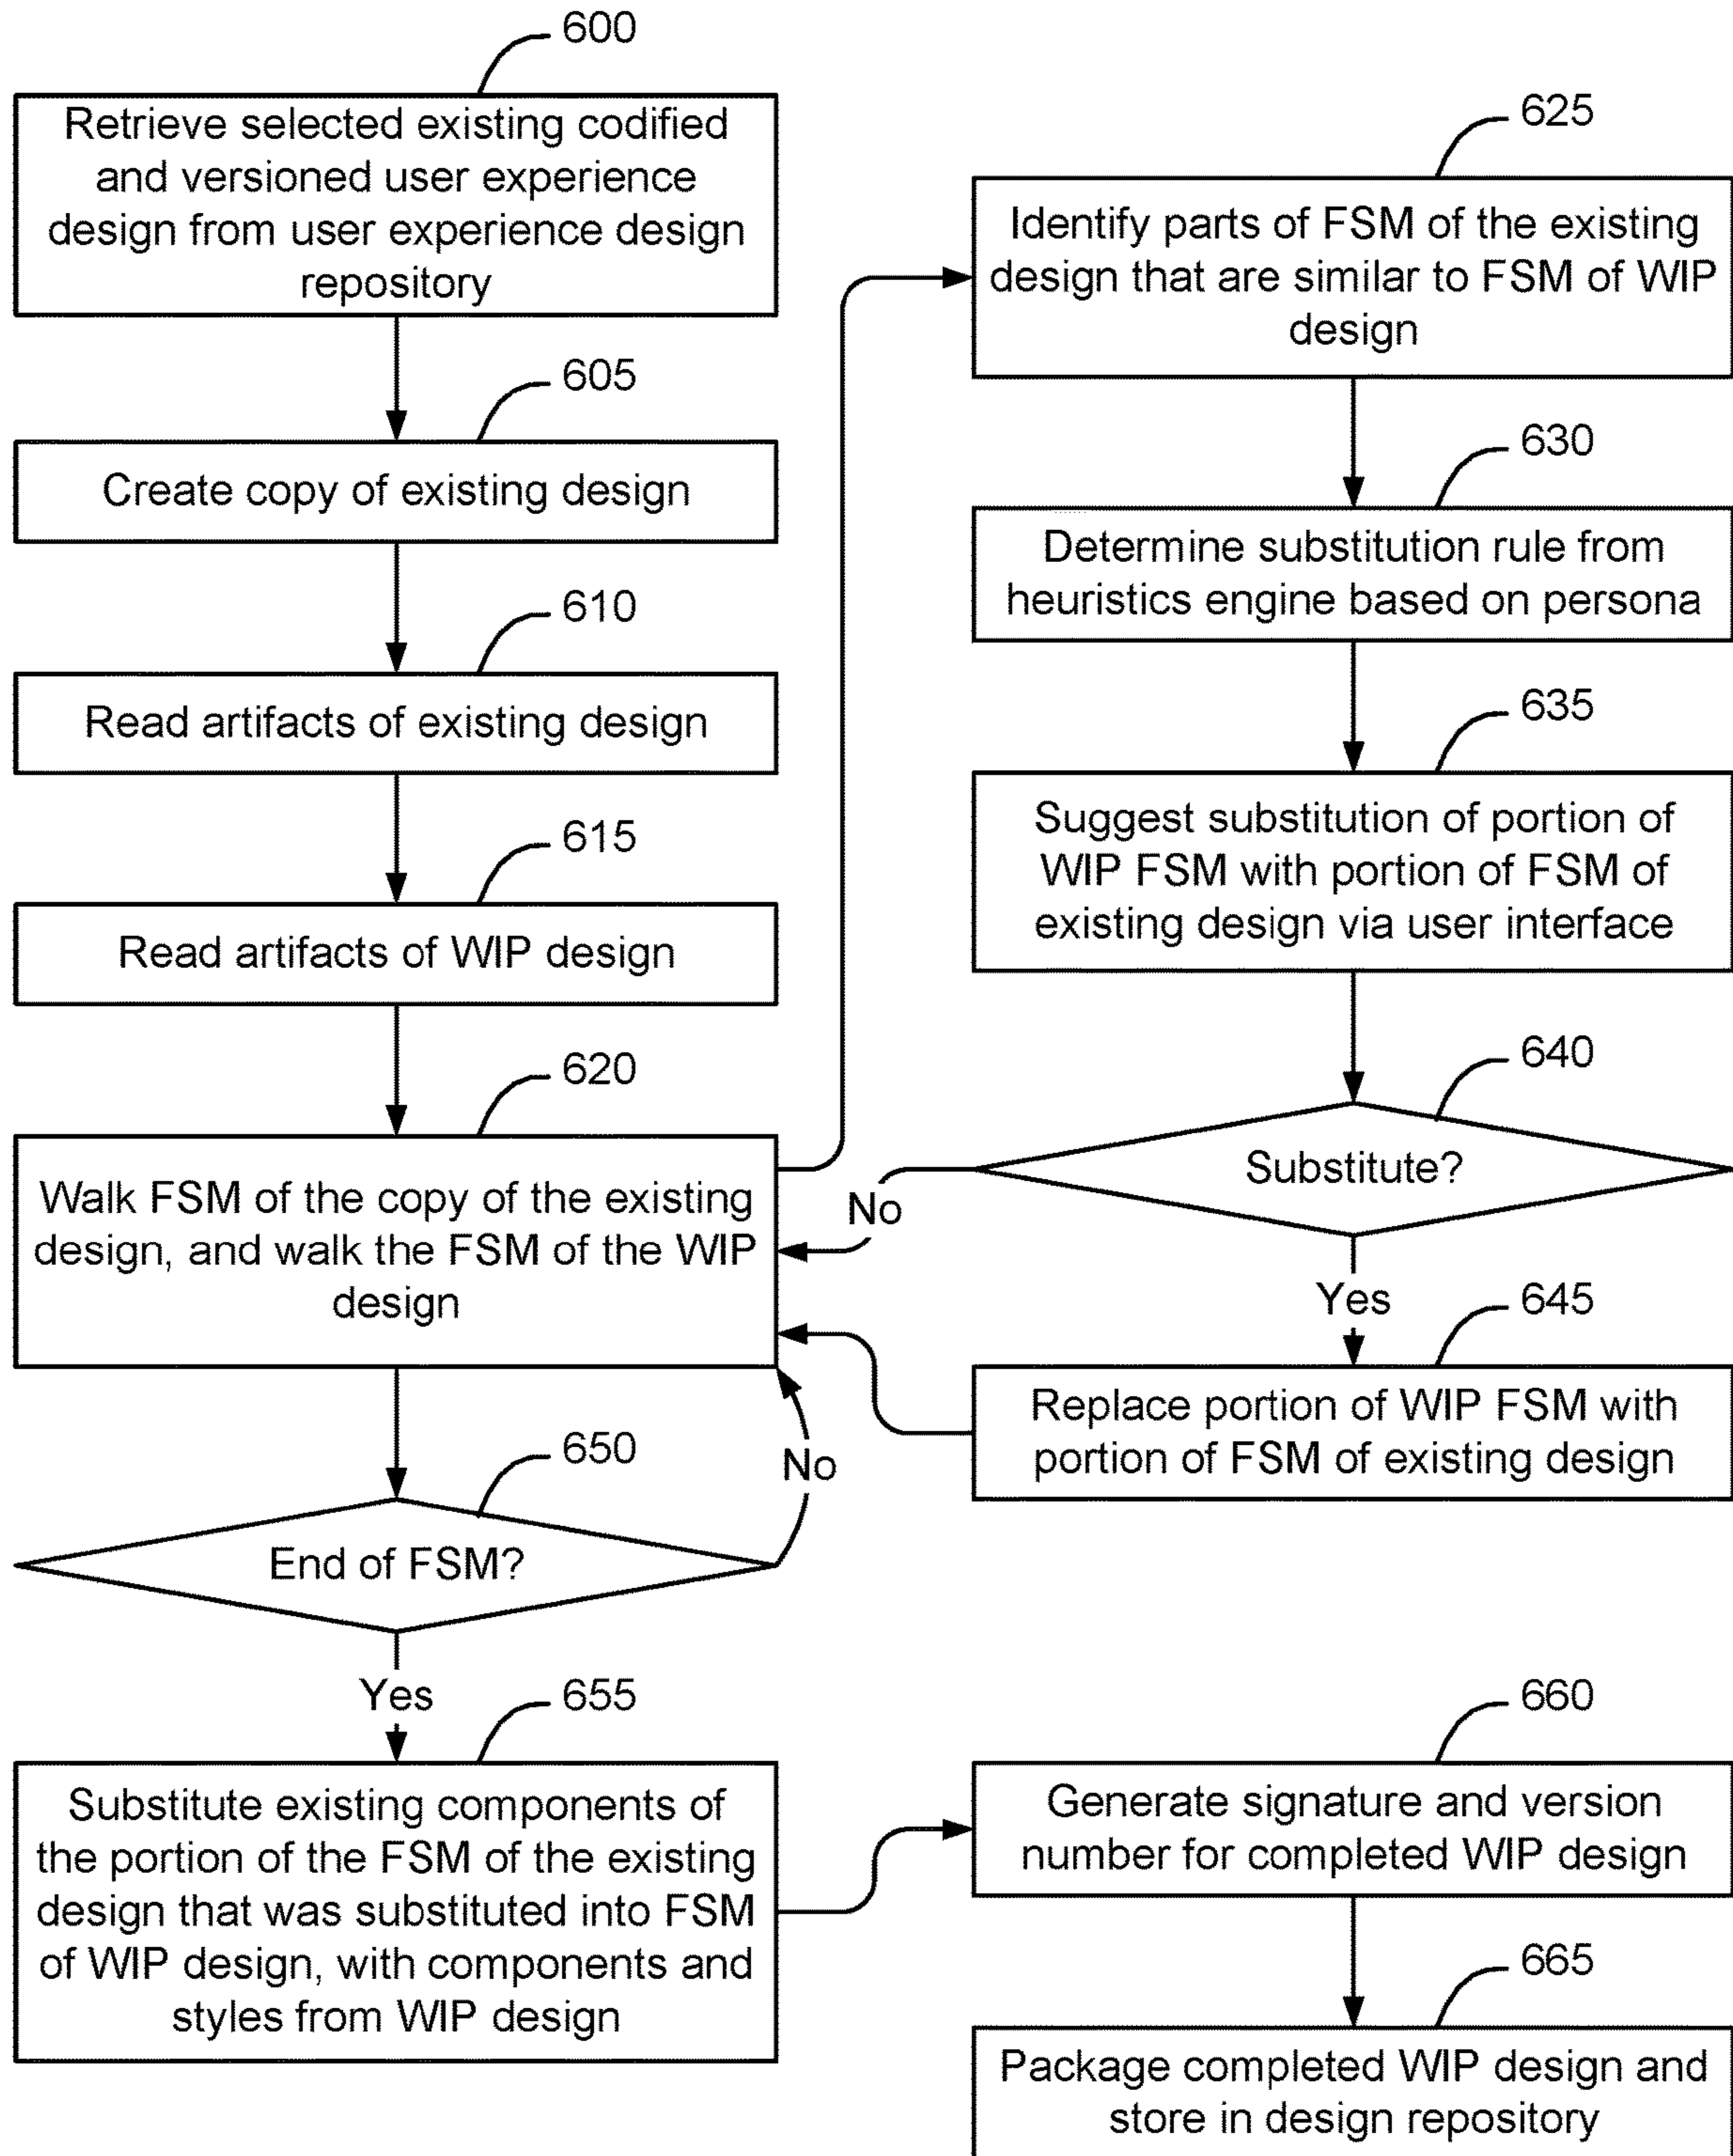 600
Retrieve selected existing codified
and versioned user experience
design from user experience design
repository
605
Create copy of existing design
610
Read artifacts of existing design
615
Read artifacts of WIP design
620
Walk FSM of the copy of the existing
design, and walk the FSM of the WIP
design
625
Identify parts of FSM of the existing
design that are similar to FSM of WIP
design
630
Determine substitution rule from
heuristics engine based on persona
635
Suggest substitution of portion of
WIP FSM with portion of FSM of
existing design via user interface
640
Substitute?
No
Yes
645
Replace portion of WIP FSM with
portion of FSM of existing design
650
End of FSM?
No
Yes
655
Substitute existing components of
the portion of the FSM of the existing
design that was substituted into FSM
of WIP design, with components and
styles from WIP design
660
Generate signature and version
number for completed WIP design
665
Package completed WIP design and
store in design repository